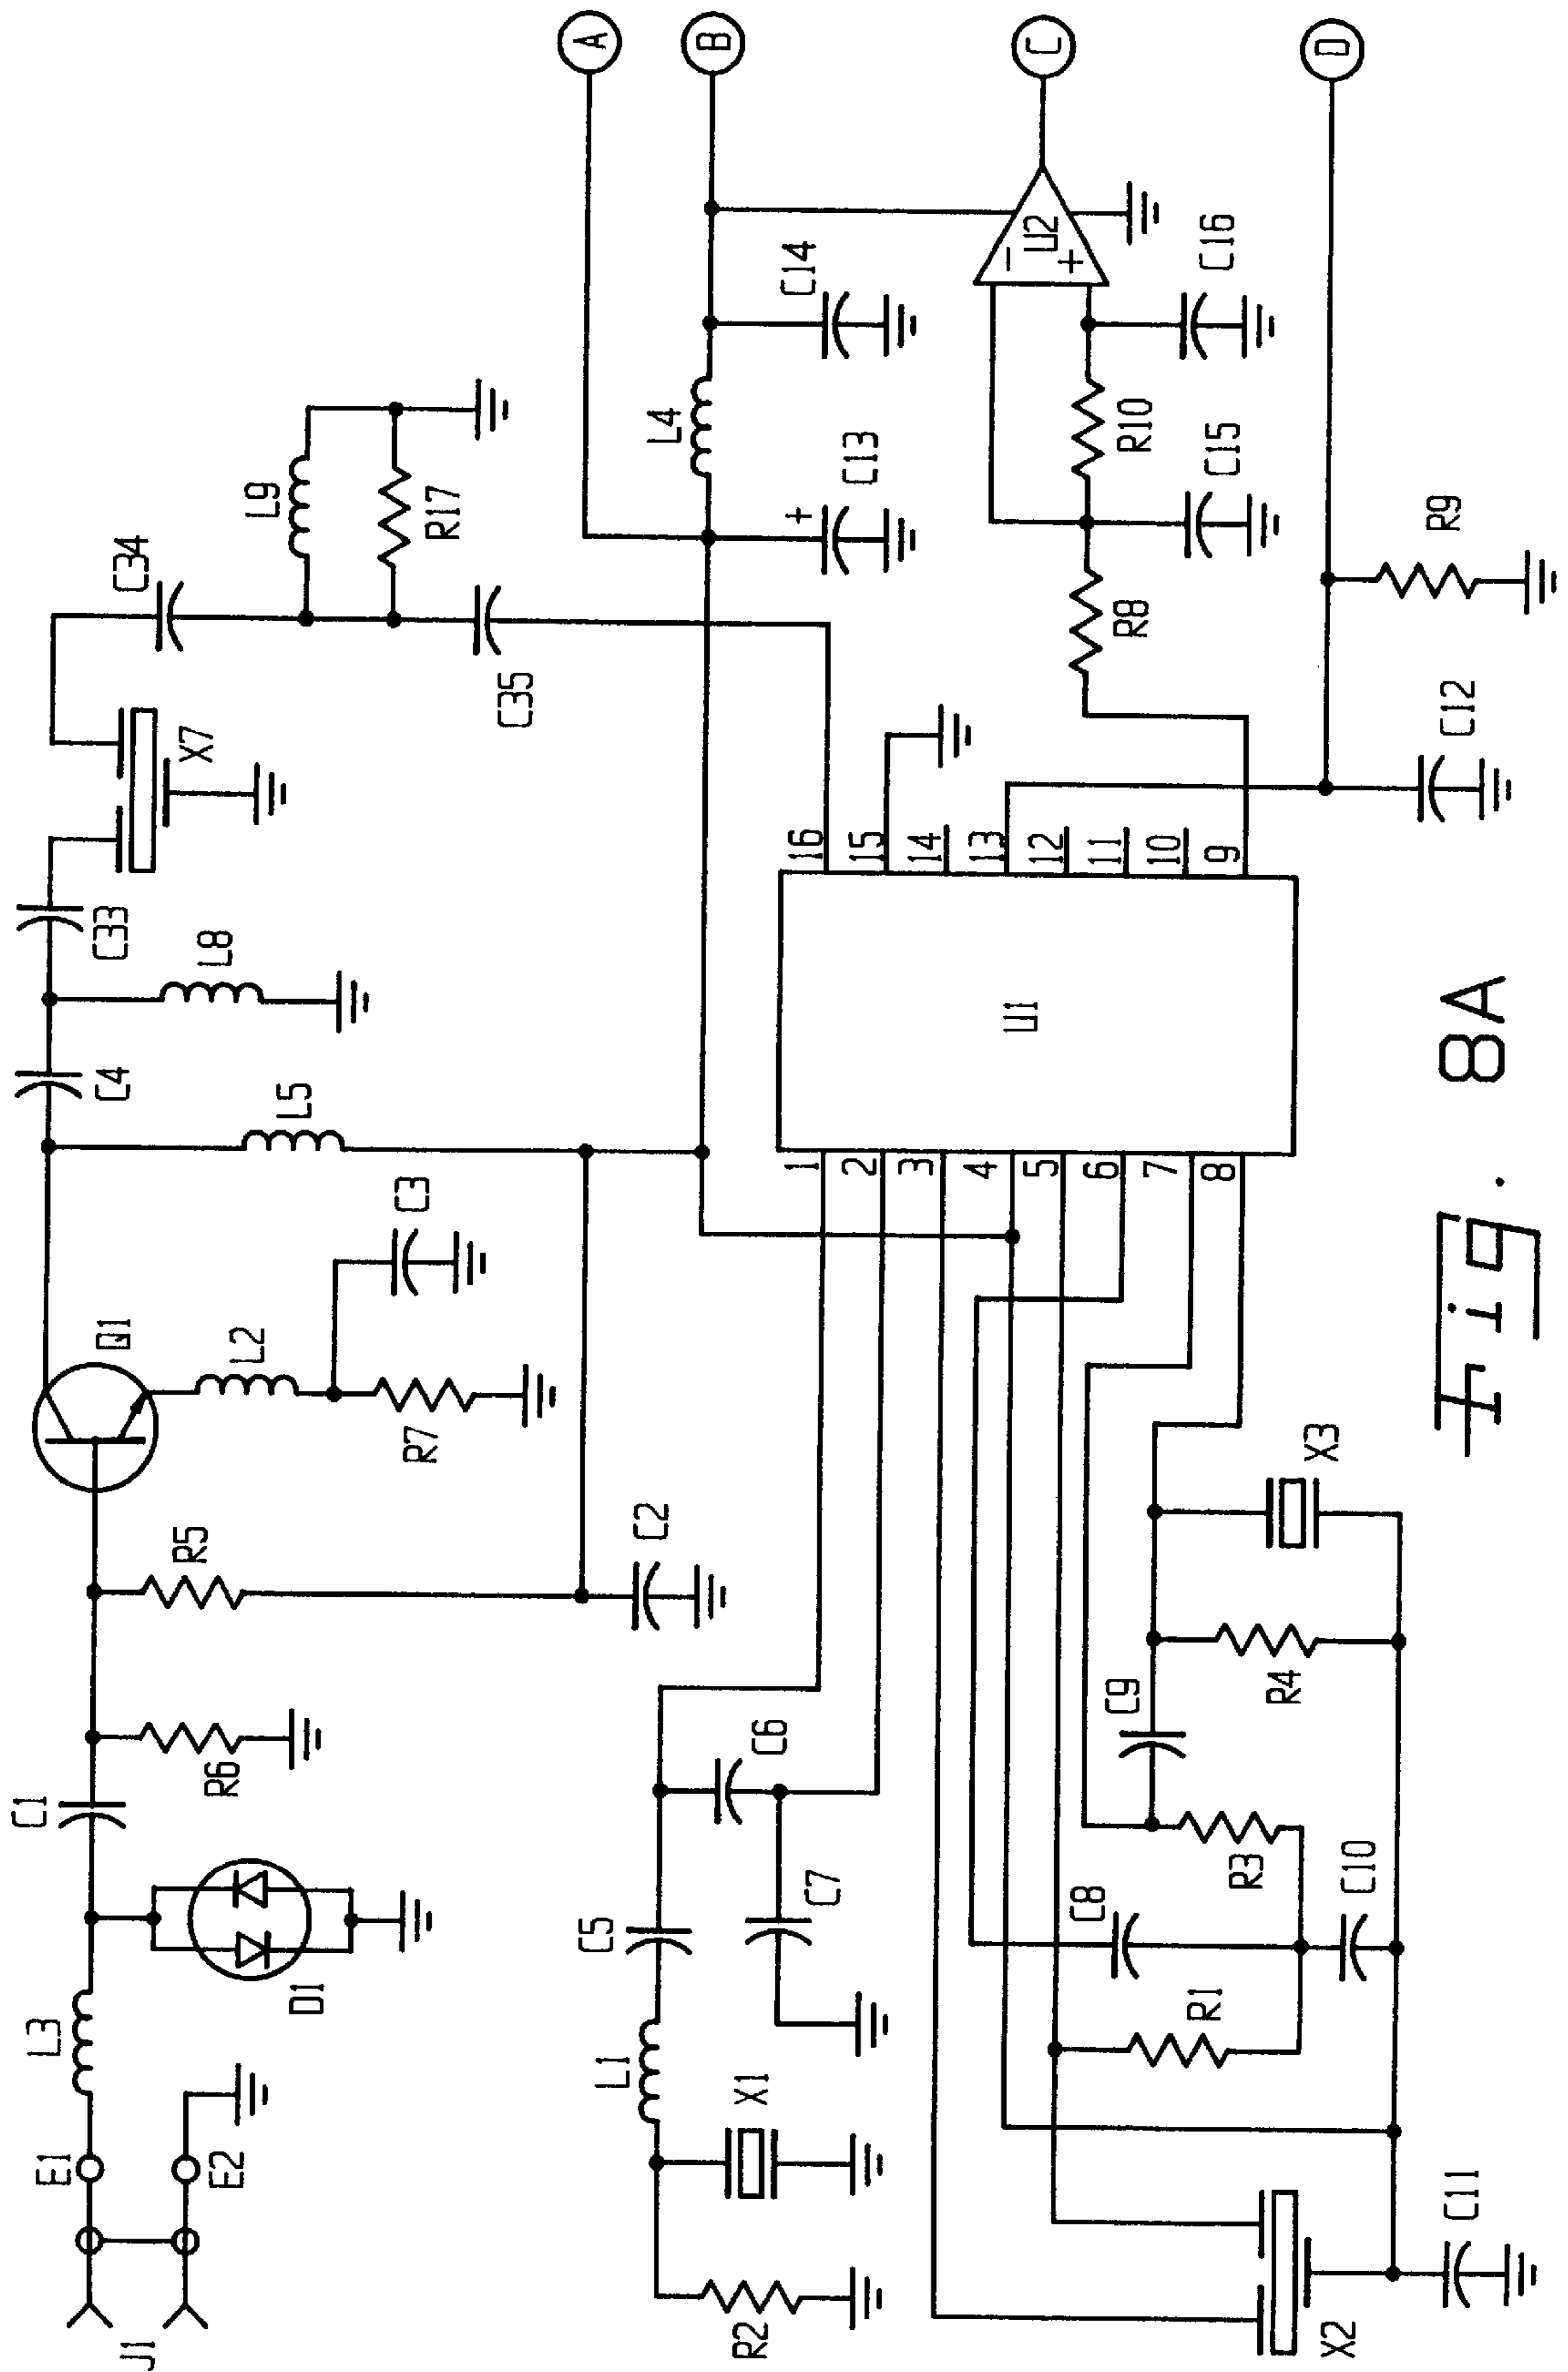 J1
E1
E2
L3
D1
C1
R6
R5
Q1
L2
R7
C3
C2
L5
C4
L8
C33
X7
C34
L9
R17
C35
A
B
L4
C13
+
C14
U2
−
+
C
C16
R10
C15
R8
D
R9
C12
R2
X1
L1
C5
C6
C7
U1
1
2
3
4
5
6
7
8
16
15
14
13
12
11
10
9
X2
C11
R1
C8
C10
R3
C9
R4
X3
Fig. 8A